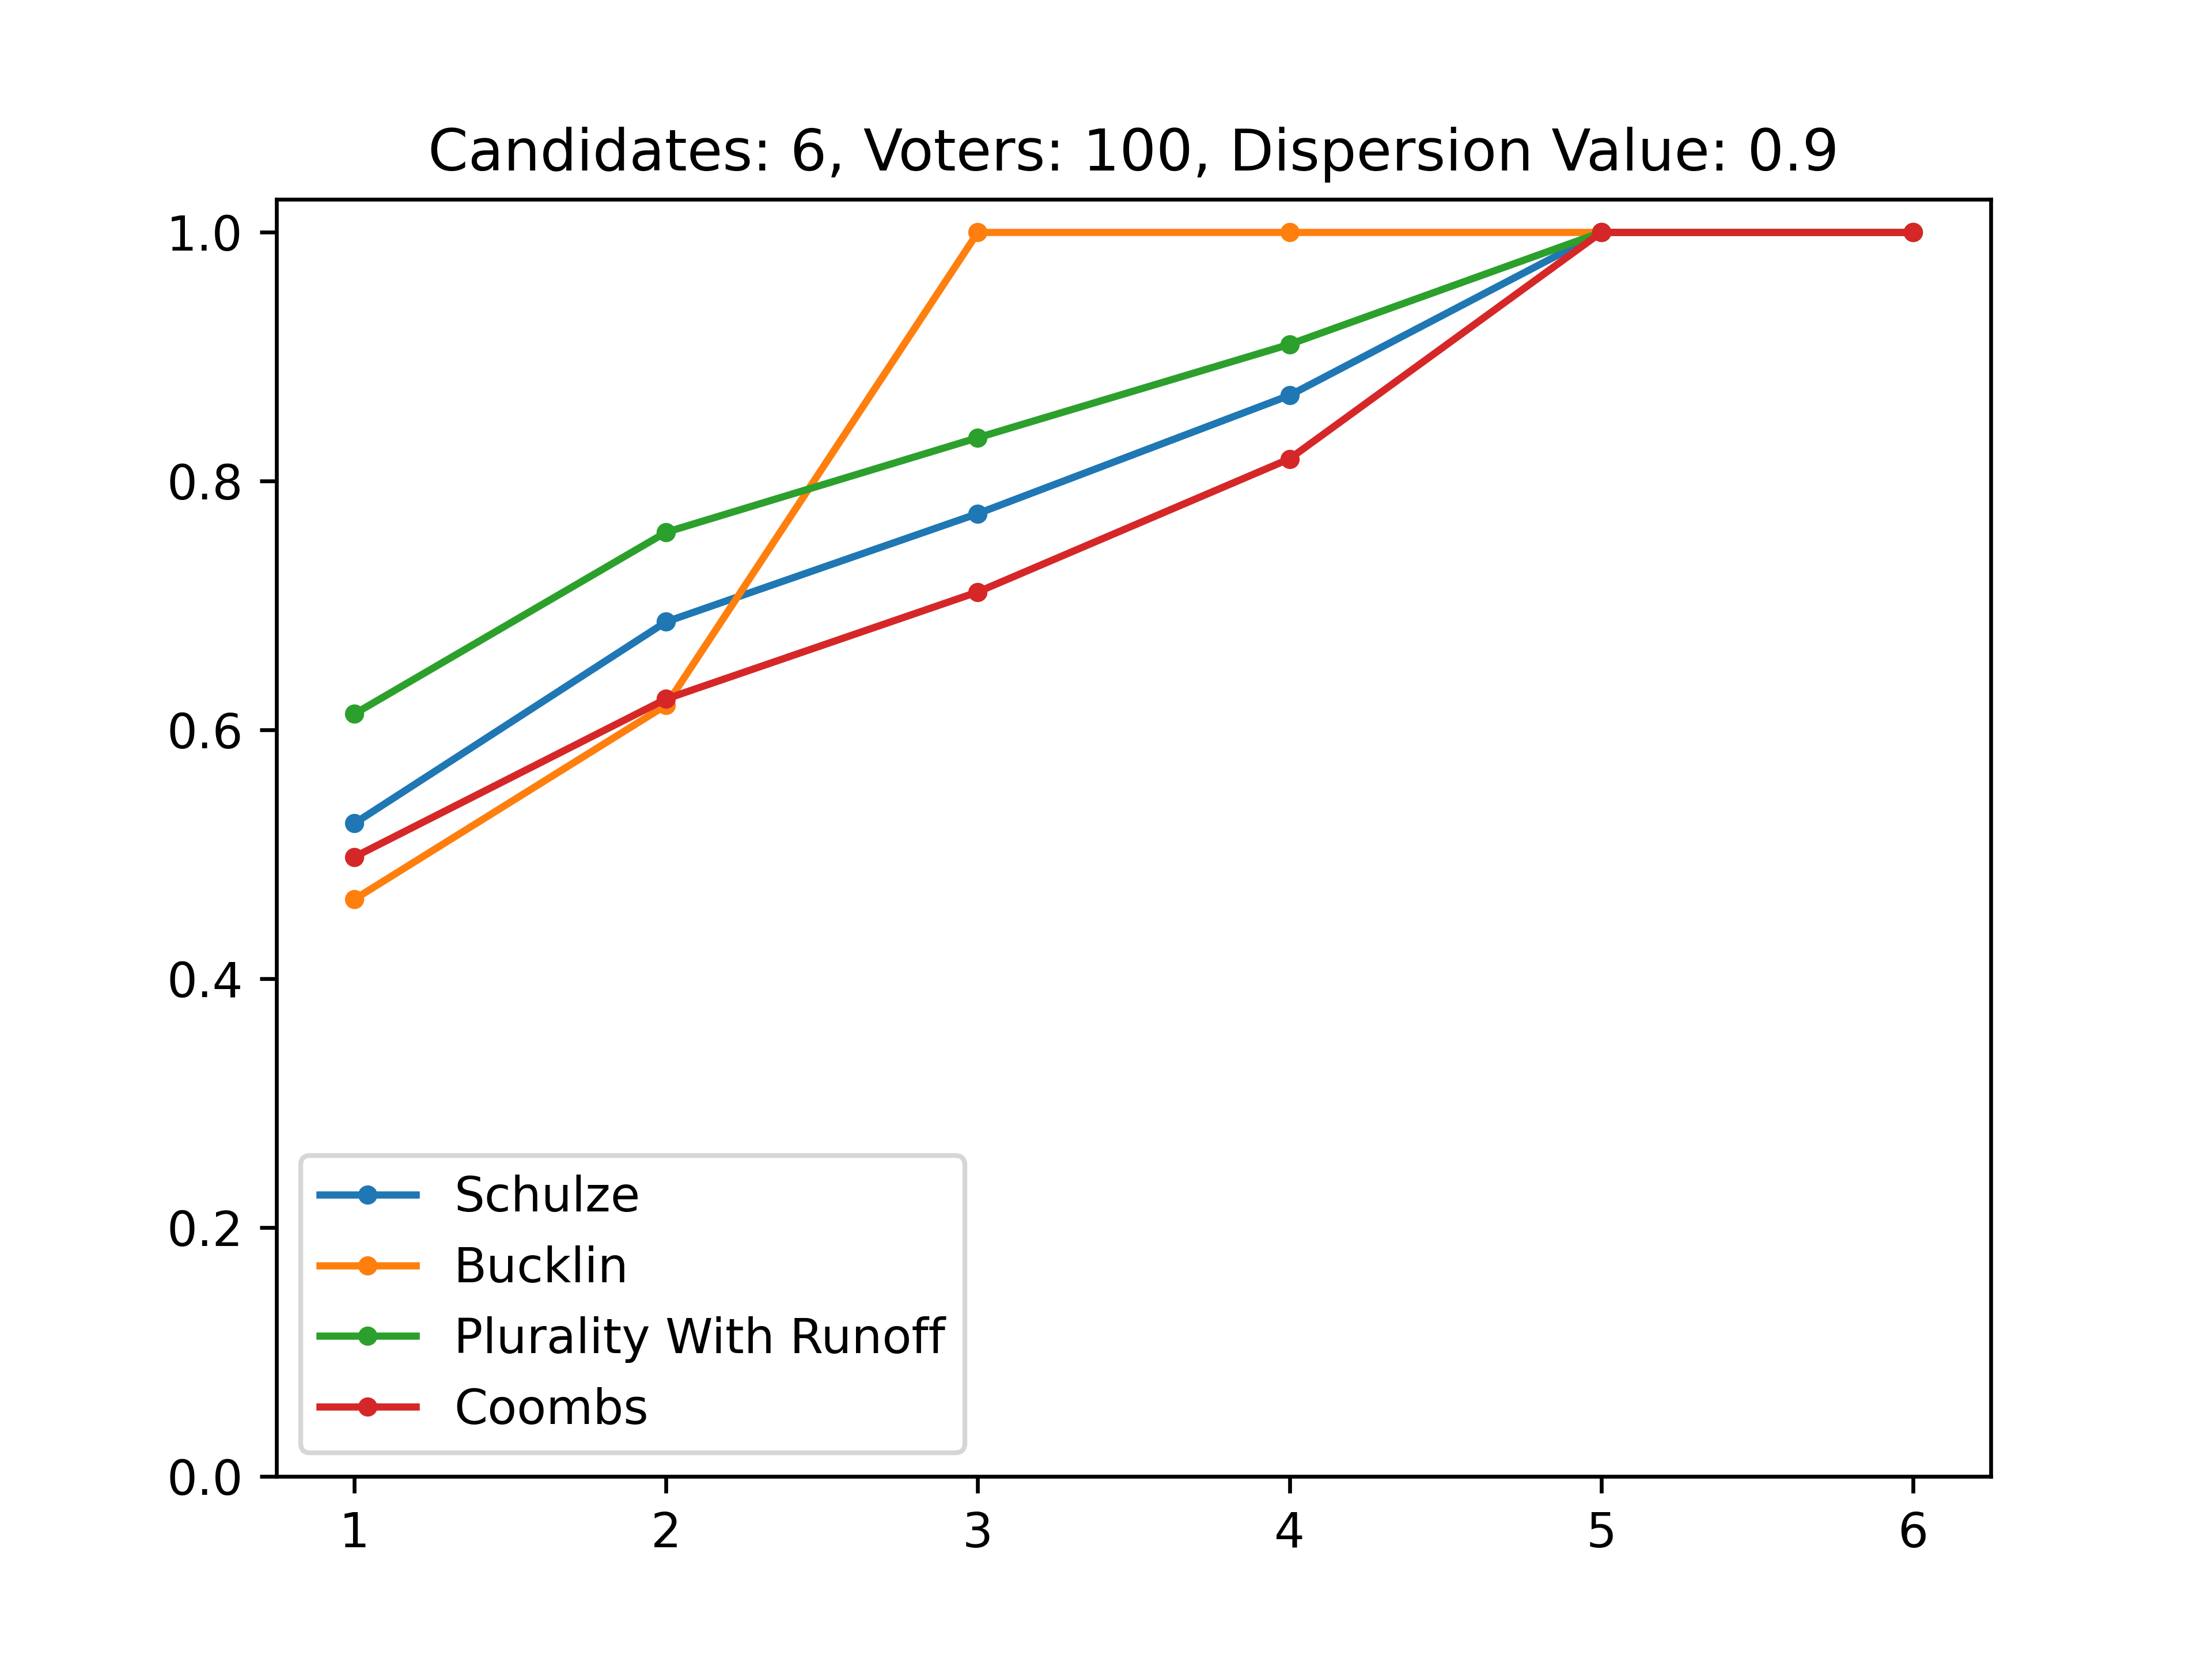 Candidates: 6, Voters: 100, Dispersion Value: 0.9
1.0
0.8
0.6
0.4
0.2
0.0
Schulze
Bucklin
Plurality With Runoff
Coombs
1 2 3 4 5 6